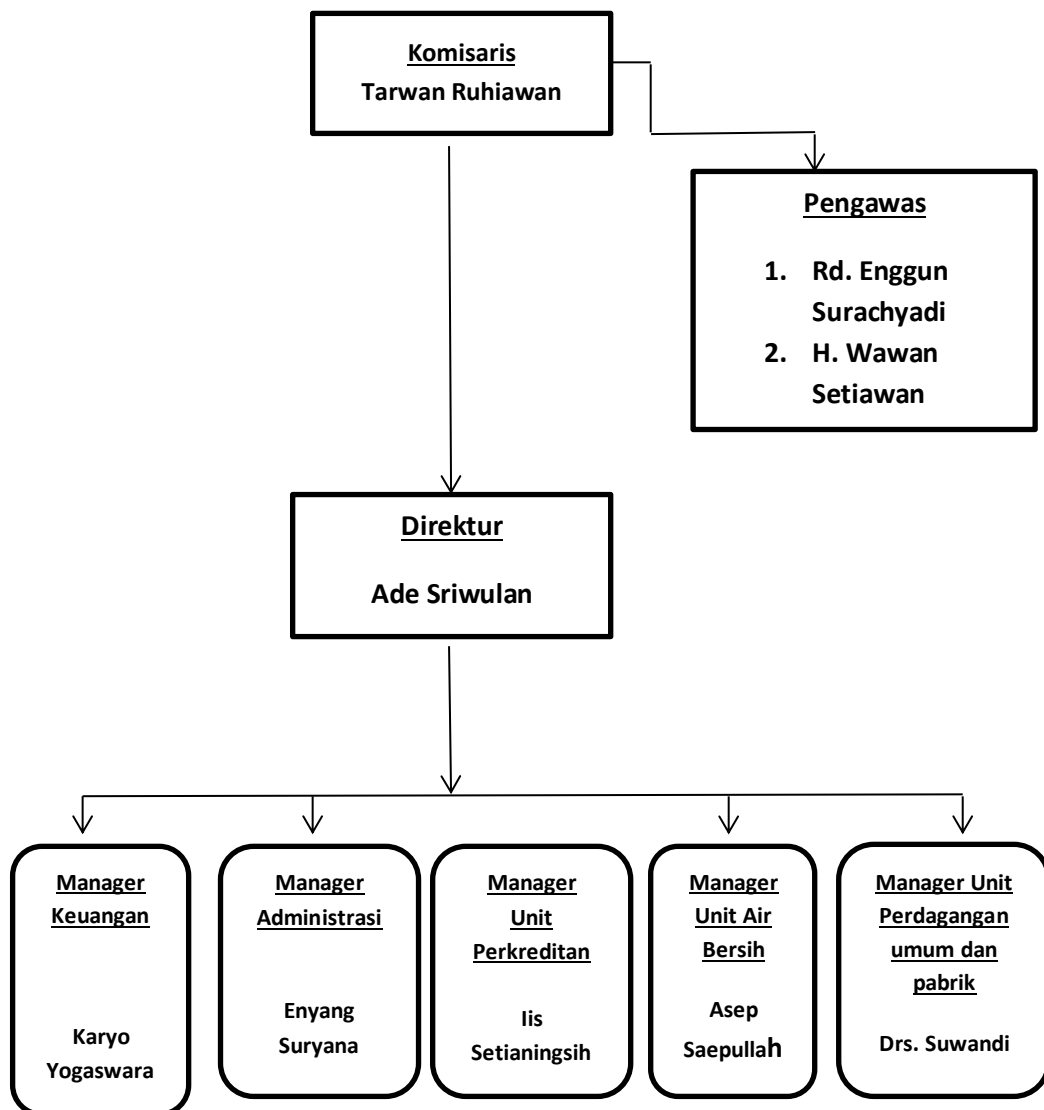 Komisaris
Tarwan Ruhiawan
Pengawas
1. Rd. Enggun
Surachyadi
2. H. Wawan
Setiawan
Direktur
Ade Sriwulan
Manager
Keuangan
Karyo
Yogaswara
Manager
Administrasi
Enyang
Suryana
Manager
Unit
Perkreditan
Iis
Setianingsih
Manager
Unit Air
Bersih
Asep
Saepullah
Manager Unit
Perdagangan
umum dan
pabrik
Drs. Suwandi